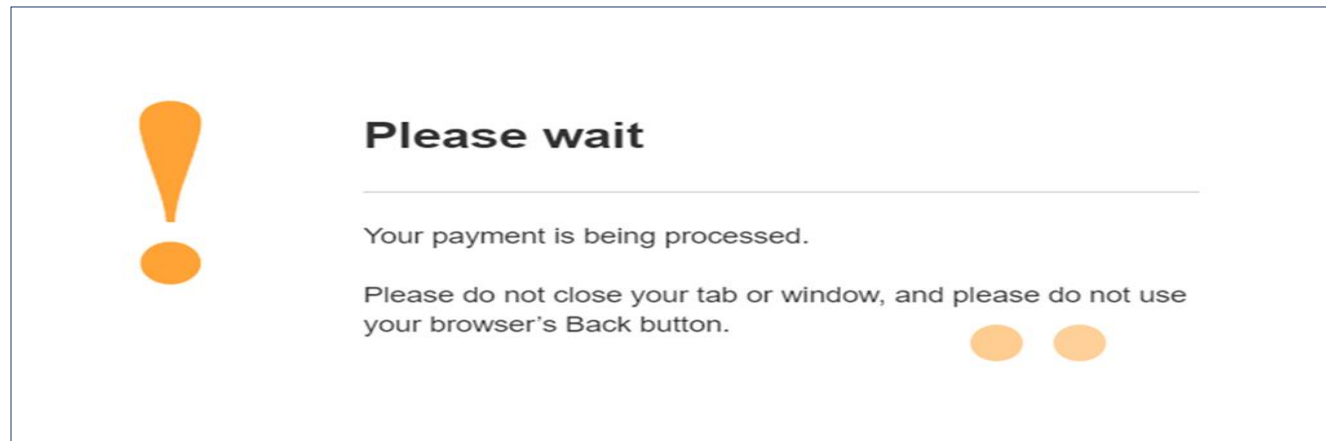 Please wait
Your payment is being processed.
Please do not close your tab or window, and please do not use
your browser’s Back button.